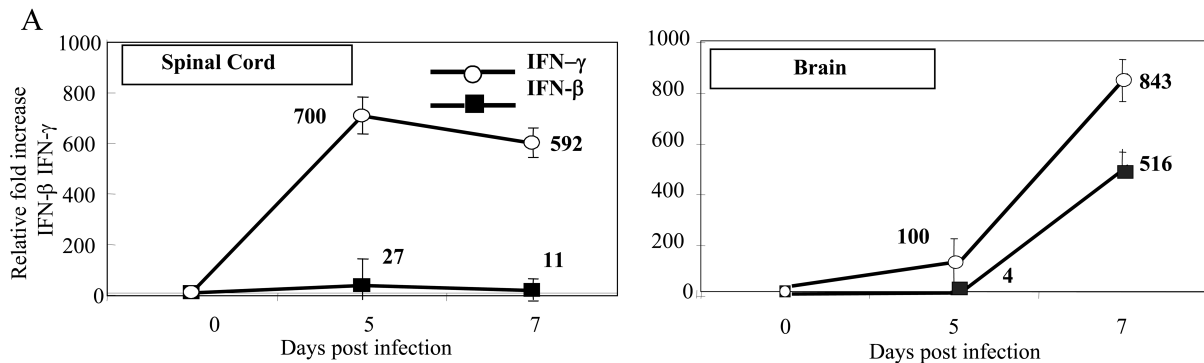 A
Spinal Cord
IFN–γ
IFN-β
Relative fold increase
IFN-β IFN-γ
1000
800
600
400
200
0
700
592
27
11
0 5 7
Days post infection
Brain
1000
800
600
400
200
0
843
516
100
4
0 5 7
Days post infection